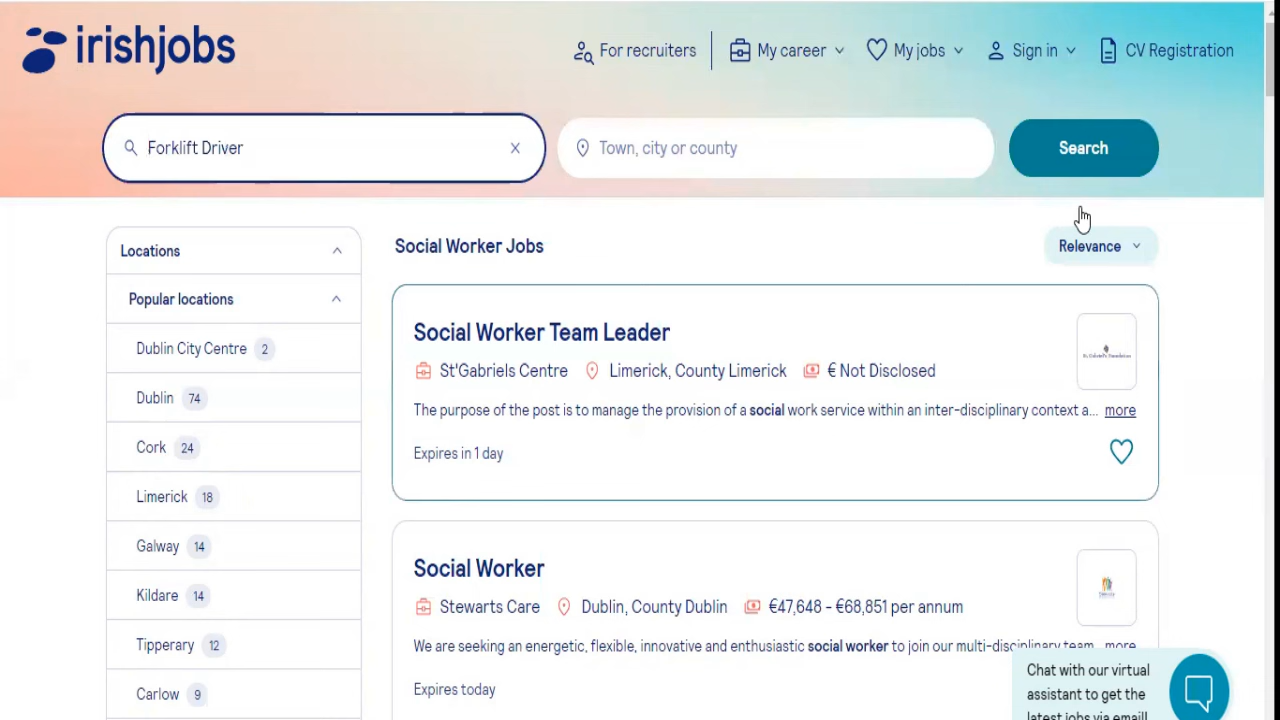 irishjobs
For recruiters
My career
My jobs
Sign in
CV Registration
Forklift Driver
Town, city or county
Search
Locations
Popular locations
Dublin City Centre 2
Dublin 74
Cork 24
Limerick 18
Galway 14
Kildare 14
Tipperary 12
Carlow 9
Social Worker Jobs
Relevance
Social Worker Team Leader
St'Gabriels Centre Limerick, County Limerick € Not Disclosed
The purpose of the post is to manage the provision of a social work service within an inter-disciplinary context a... more
Expires in 1 day
Social Worker
Stewarts Care Dublin, County Dublin €47,648 - €68,851 per annum
We are seeking an energetic, flexible, innovative and enthusiastic social worker to join our multi-disciplinary team... more
Expires today
Chat with our virtual
assistant to get the
latest jobs via email!